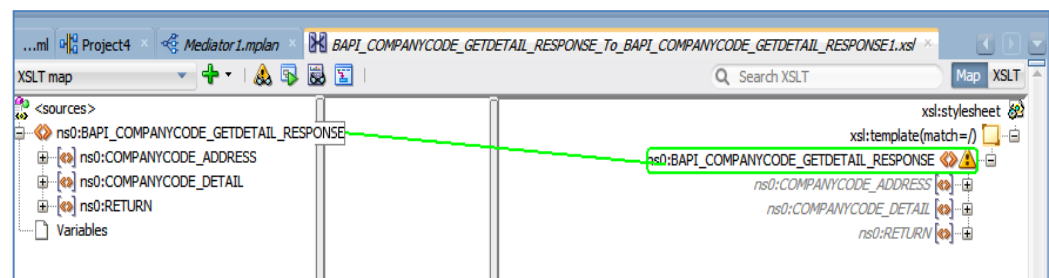 ...ml Project4 Mediator1.mplan BAPI_COMPANYCODE_GETDETAIL_RESPONSE_To_BAPI_COMPANYCODE_GETDETAIL_RESPONSE1.xsl
XSLT map Search XSLT Map XSLT
<sources> xsl:stylesheet
xsl:template(match=/)
ns0:BAPI_COMPANYCODE_GETDETAIL_RESPONSE
ns0:BAPI_COMPANYCODE_GETDETAIL_RESPONSE
ns0:COMPANYCODE_ADDRESS
ns0:COMPANYCODE_ADDRESS
ns0:COMPANYCODE_DETAIL
ns0:COMPANYCODE_DETAIL
ns0:RETURN
ns0:RETURN
Variables